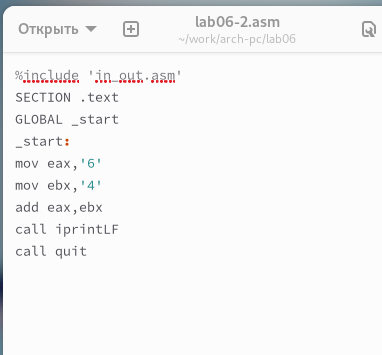 Открыть
lab06-2.asm
~/work/arch-pc/lab06
%include 'in_out.asm'
SECTION .text
GLOBAL _start
_start:
mov eax,'6'
mov ebx,'4'
add eax,ebx
call iprintLF
call quit